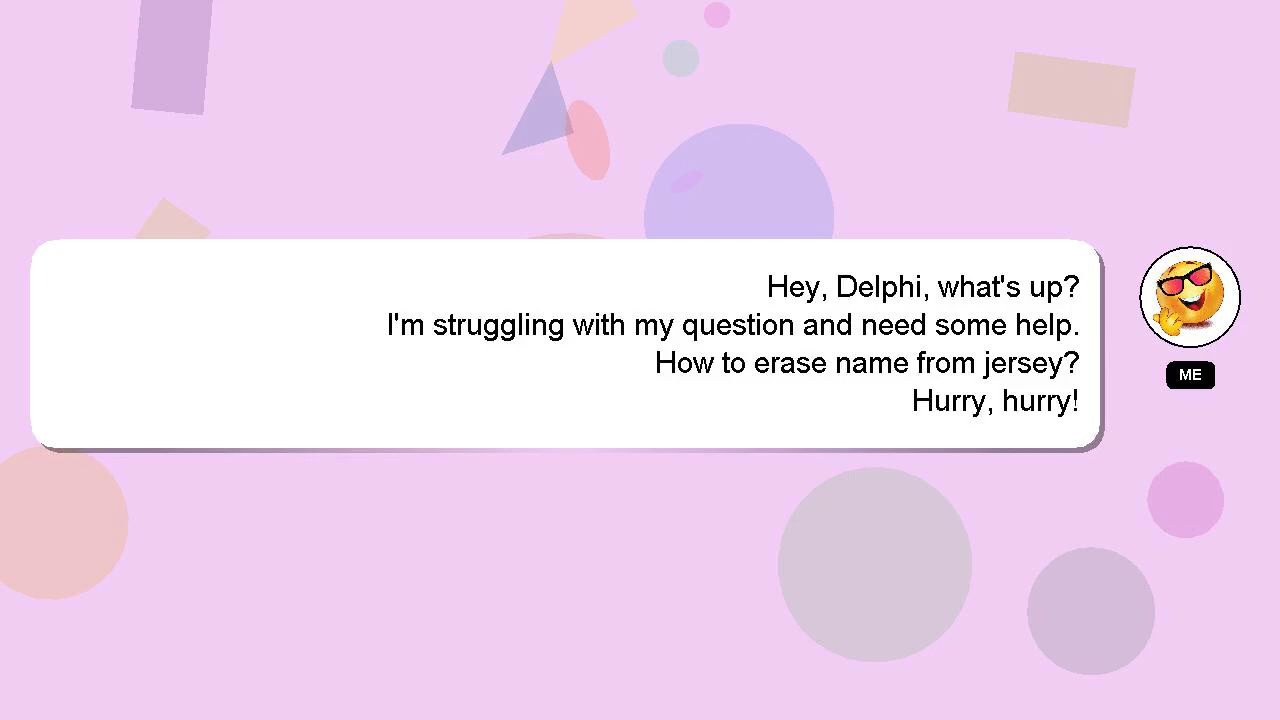 Hey, Delphi, what's up?
I'm struggling with my question and need some help.
How to erase name from jersey?
Hurry, hurry!
ME